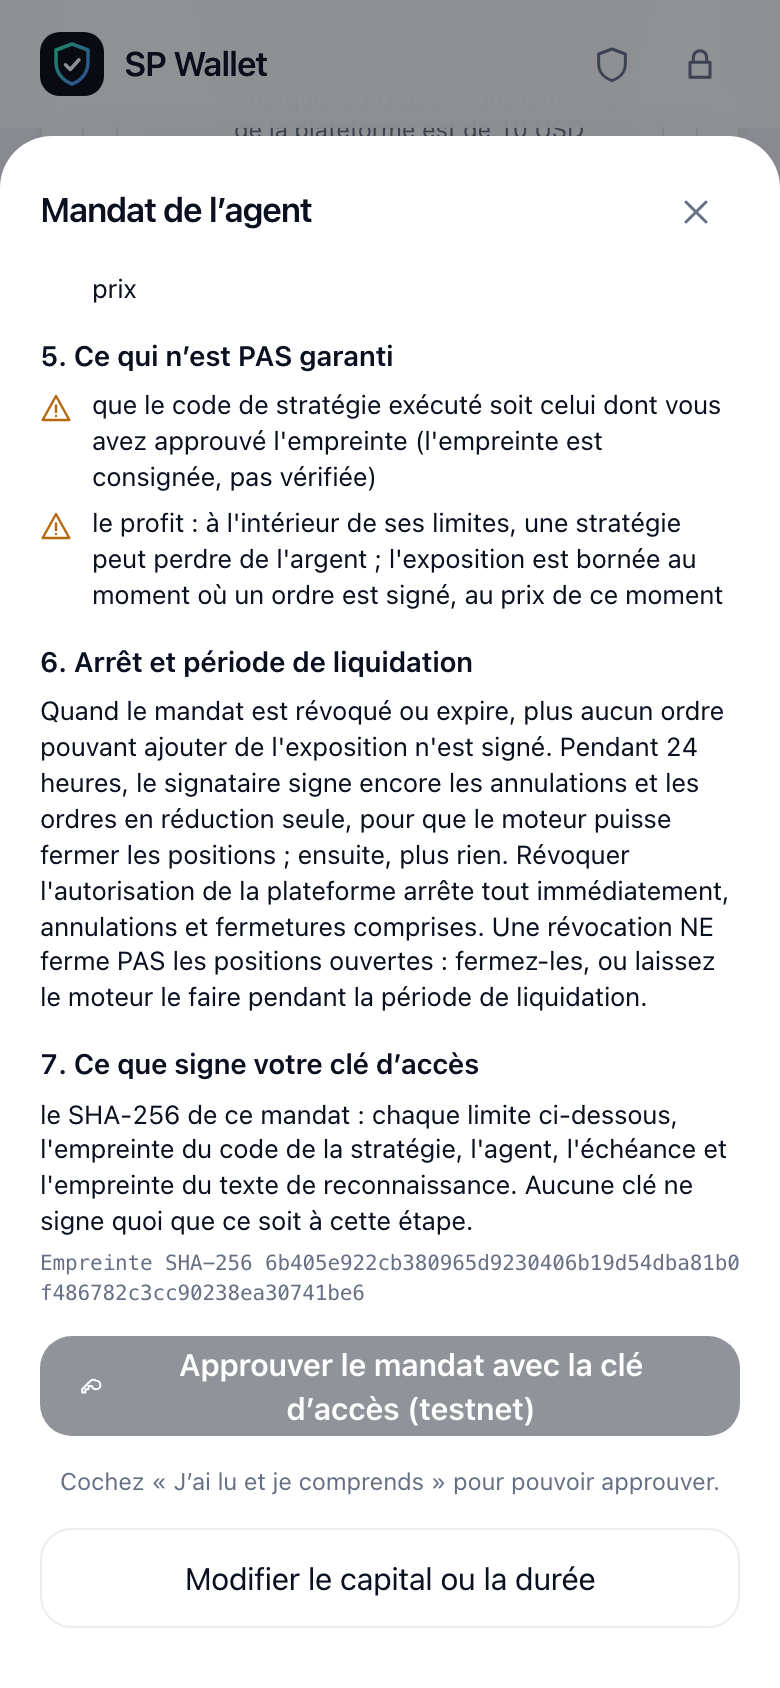 SP Wallet
de la plateforme est de 10 USD
Mandat de l’agent
prix
5. Ce qui n’est PAS garanti
que le code de stratégie exécuté soit celui dont vous
avez approuvé l'empreinte (l'empreinte est
consignée, pas vérifiée)
le profit : à l'intérieur de ses limites, une stratégie
peut perdre de l'argent ; l'exposition est bornée au
moment où un ordre est signé, au prix de ce moment
6. Arrêt et période de liquidation
Quand le mandat est révoqué ou expire, plus aucun ordre
pouvant ajouter de l'exposition n'est signé. Pendant 24
heures, le signataire signe encore les annulations et les
ordres en réduction seule, pour que le moteur puisse
fermer les positions ; ensuite, plus rien. Révoquer
l'autorisation de la plateforme arrête tout immédiatement,
annulations et fermetures comprises. Une révocation NE
ferme PAS les positions ouvertes : fermez-les, ou laissez
le moteur le faire pendant la période de liquidation.
7. Ce que signe votre clé d’accès
le SHA-256 de ce mandat : chaque limite ci-dessous,
l'empreinte du code de la stratégie, l'agent, l'échéance et
l'empreinte du texte de reconnaissance. Aucune clé ne
signe quoi que ce soit à cette étape.
Empreinte SHA-256 6b405e922cb380965d9230406b19d54dba81b0
f486782c3cc90238ea30741be6
Approuver le mandat avec la clé
d’accès (testnet)
Cochez « J’ai lu et je comprends » pour pouvoir approuver.
Modifier le capital ou la durée